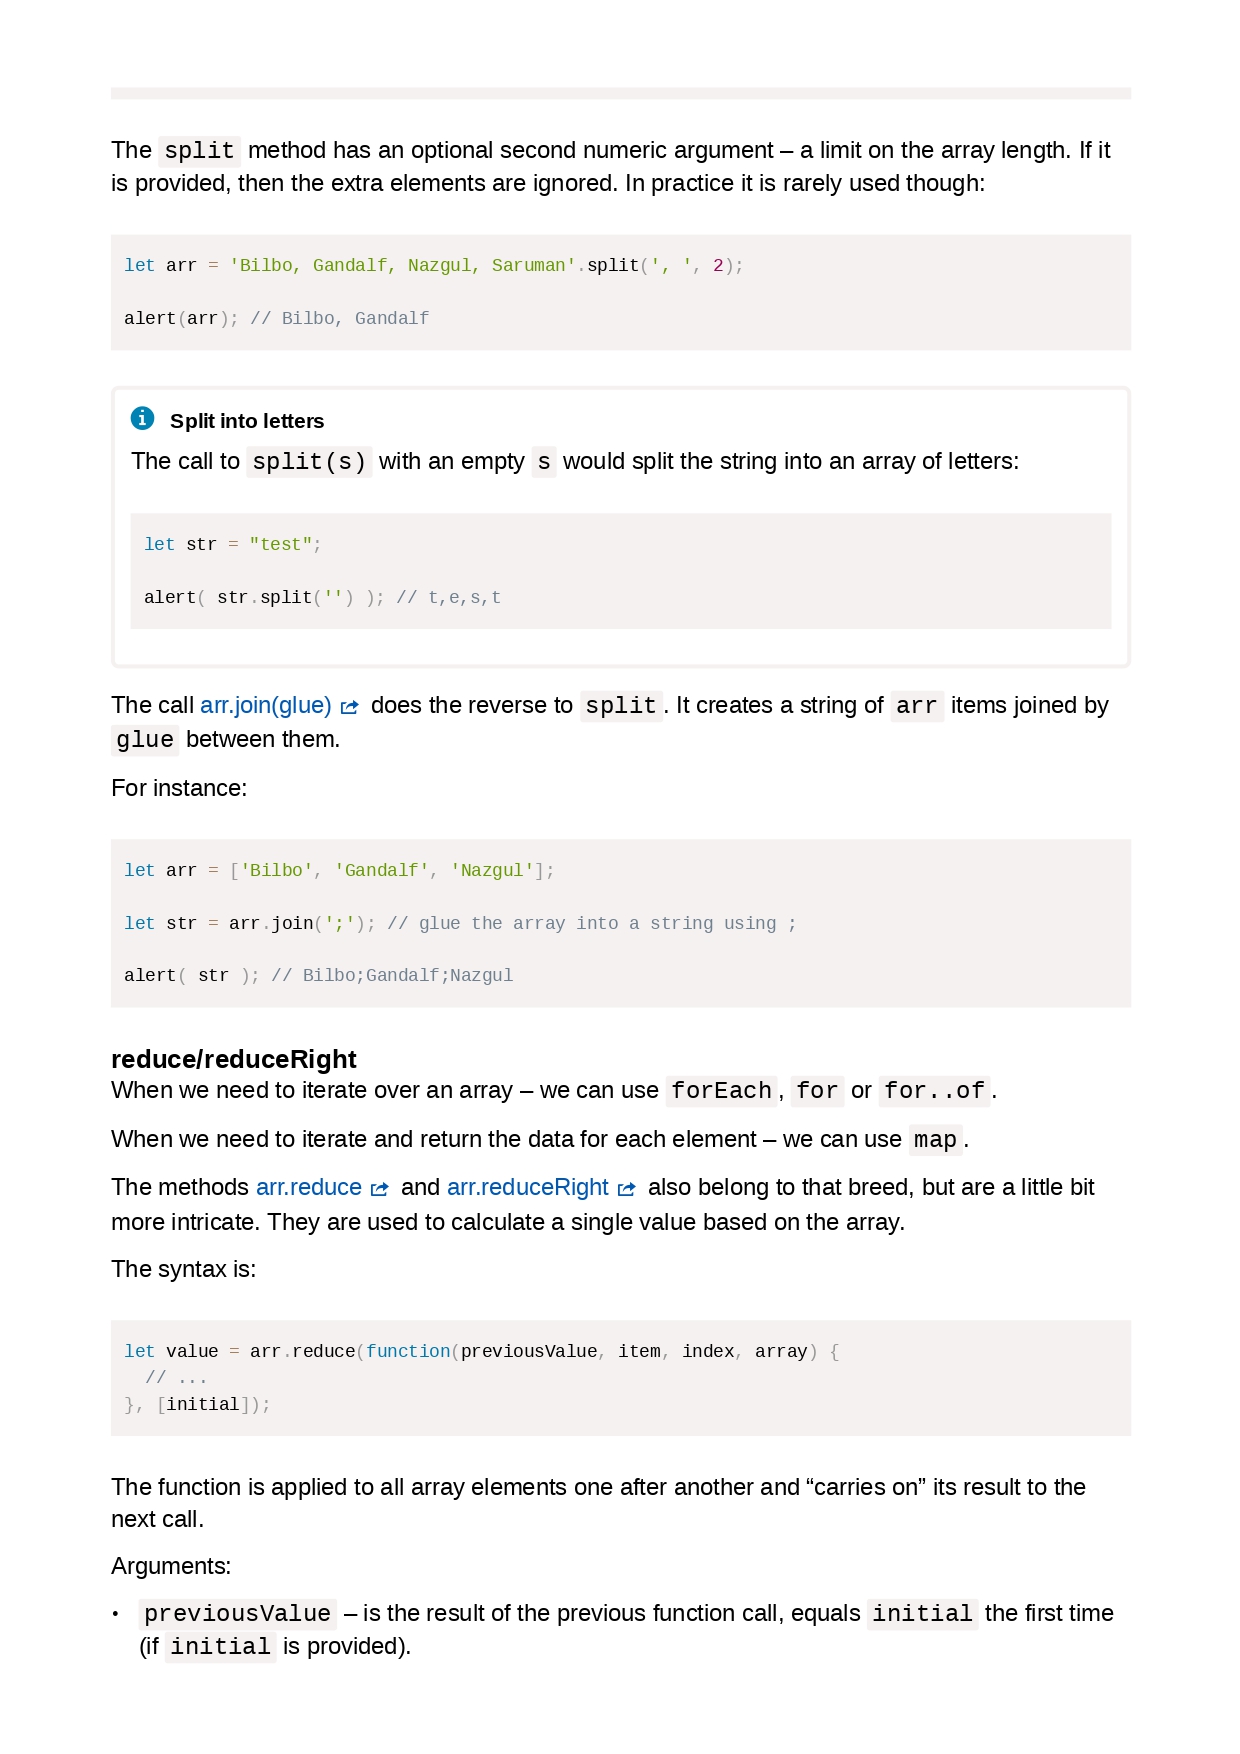 The split method has an optional second numeric argument – a limit on the array length. If it
is provided, then the extra elements are ignored. In practice it is rarely used though:
let arr = 'Bilbo, Gandalf, Nazgul, Saruman'.split(', ', 2);
alert(arr); // Bilbo, Gandalf
Split into letters
The call to split(s) with an empty s would split the string into an array of letters:
let str = "test";
alert( str.split('') ); // t,e,s,t
The call arr.join(glue) does the reverse to split. It creates a string of arr items joined by
glue between them.
For instance:
let arr = ['Bilbo', 'Gandalf', 'Nazgul'];
let str = arr.join(';'); // glue the array into a string using ;
alert( str ); // Bilbo;Gandalf;Nazgul
reduce/reduceRight
When we need to iterate over an array – we can use forEach, for or for..of.
When we need to iterate and return the data for each element – we can use map.
The methods arr.reduce and arr.reduceRight also belong to that breed, but are a little bit
more intricate. They are used to calculate a single value based on the array.
The syntax is:
let value = arr.reduce(function(previousValue, item, index, array) {
  // ...
}, [initial]);
The function is applied to all array elements one after another and “carries on” its result to the
next call.
Arguments:
• previousValue – is the result of the previous function call, equals initial the first time
(if initial is provided).